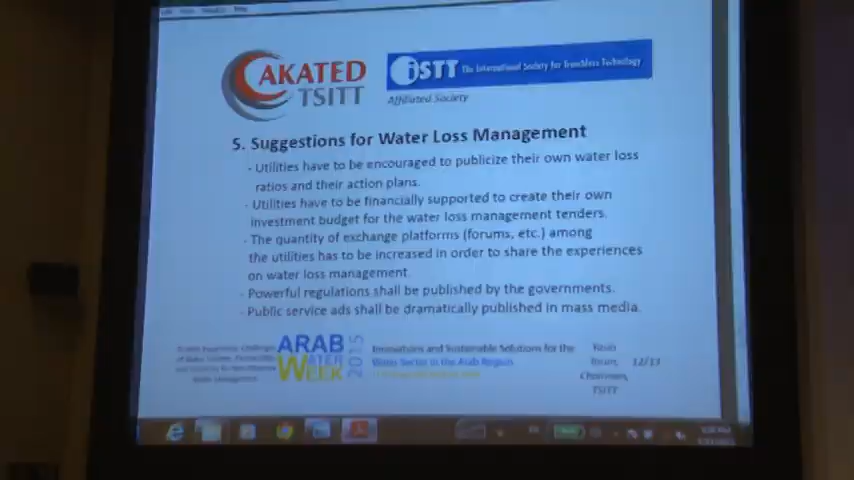 AKATED
TSITT
iSTT The International Society for Trenchless Technology
Affiliated Society
5. Suggestions for Water Loss Management
- Utilities have to be encouraged to publicize their own water loss
ratios and their action plans.
- Utilities have to be financially supported to create their own
investment budget for the water loss management tenders.
- The quantity of exchange platforms (forums, etc.) among
the utilities has to be increased in order to share the experiences
on water loss management.
- Powerful regulations shall be published by the governments.
- Public service ads shall be dramatically published in mass media.
ARAB
WATER
WEEK
2015
Innovations and Sustainable Solutions for the
Water Sector in the Arab Region
Yasin
Torun,
Chairman,
TSITT
12/13